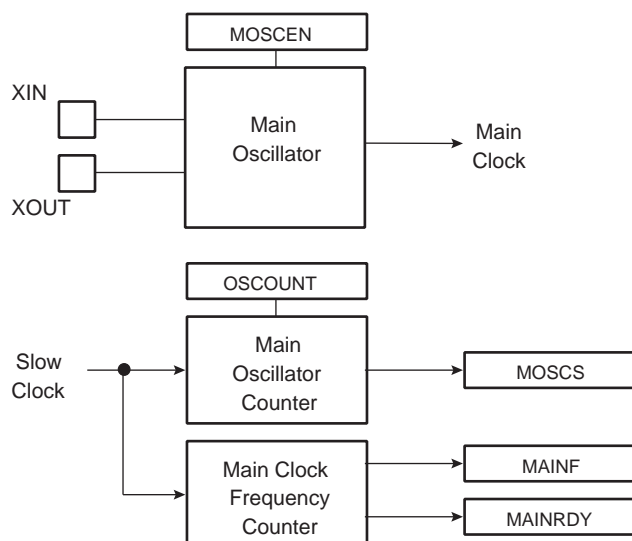 MOSCEN
XIN
Main
Oscillator
Main
Clock
XOUT
OSCOUNT
Slow
Clock
Main
Oscillator
Counter
MOSCS
Main Clock
Frequency
Counter
MAINF
MAINRDY